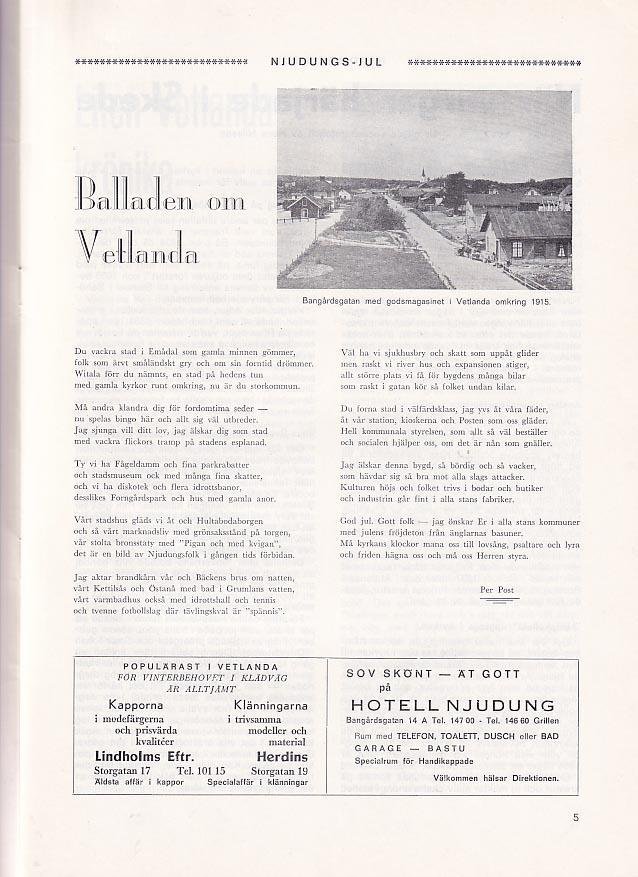 NJUDUNGS-JUL
Balladen om
Vetlanda
Bangårdsgatan med godsmagasinet i Vetlanda omkring 1915.
Du vackra stad i Emådal som gamla minnen gömmer,
folk som ärvt småländskt gry och om sin forntid drömmer.
Witala förr du nämnts, en stad på hedens tun
med gamla kyrkor runt omkring, nu är du storkommun.
Må andra klandra dig för fordomtima seder —
nu spelas bingo här och allt sig väl utbreder.
Jag sjunga vill ditt lov, jag älskar dig som stad
med vackra flickors tramp på stadens esplanad.
Ty vi ha Fågeldamm och fina parkrabatter
och stadsmuseum ock med många fina skatter,
och vi ha diskotek och flera idrottsbanor,
desslikes Forngårdspark och hus med gamla anor.
Vårt stadshus gläds vi åt och Hultabodaborgen
och så vårt marknadsliv med grönsaksstånd på torgen,
vår stolta bronsstaty med "Pigan och med kvigan",
det är en bild av Njudungsfolk i gången tids förbidan.
Jag aktar brandkårn vår och Bäckens brus om natten,
vårt Kettilsås och Östanå med bad i Grumlans vatten,
vårt varmbadhus också med idrottshall och tennis
och tvenne fotbollslag där tävlingskval är "spännis".
Väl ha vi sjukhusbry och skatt som uppåt glider
men raskt vi river hus och expansionen stiger,
allt större plats vi få för bygdens många bilar
som raskt i gatan kör så folket undan kilar.
Du forna stad i välfärdsklass, jag yvs åt våra fäder,
åt vår station, kioskerna och Posten som oss gläder.
Hell kommunala styrelsen, som allt så väl beställer
och socialen hjälper oss, om det är nån som gnäller.
Jag älskar denna bygd, så bördig och så vacker,
som hävdar sig så bra mot alla slags attacker.
Kulturen höjs och folket trivs i bodar och butiker
och industrin går fint i alla stans fabriker.
God jul. Gott folk — jag önskar Er i alla stans kommuner
med julens fröjdeton från änglarnas basuner.
Må kyrkans klockor mana oss till lovsång, psaltare och lyra
och friden hägna oss och må oss Herren styra.
Per Post
POPULÄRAST I VETLANDA
FÖR VINTERBEHOVET I KLÄDVÄG
ÄR ALLTJÄMT
Kapporna
i modefärgerna
och prisvärda
kvalitéer
Lindholms Eftr.
Storgatan 17 Tel. 101 15
Äldsta affär i kappor
Klänningarna
i trivsamma
modeller och
material
Herdins
Storgatan 19
Specialaffär i klänningar
SOV SKÖNT — ÄT GOTT
på
HOTELL NJUDUNG
Bangårdsgatan 14 A Tel. 147 00 - Tel. 146 60 Grillen
Rum med TELEFON, TOALETT, DUSCH eller BAD
GARAGE — BASTU
Specialrum för Handikappade
Välkommen hälsar Direktionen.
5